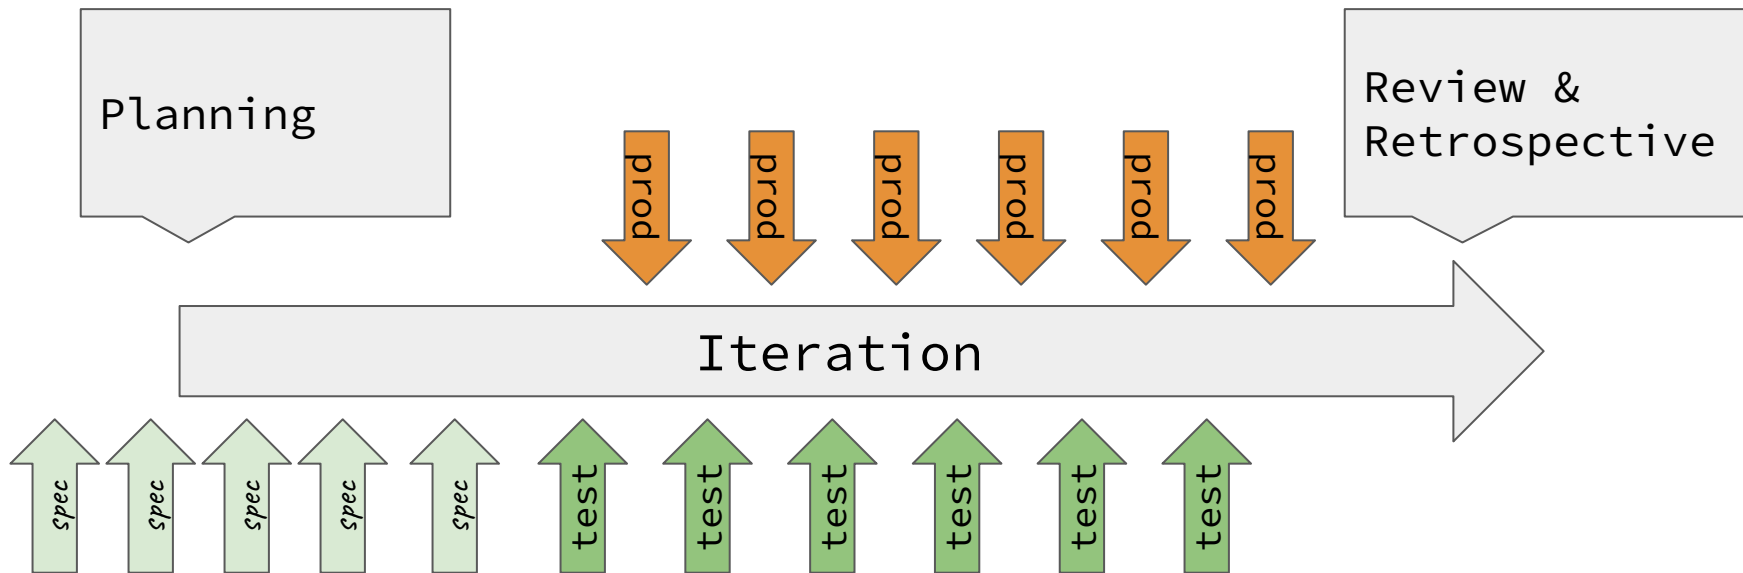 Planning
Review &
Retrospective
prod
prod
prod
prod
prod
prod
Iteration
spec
spec
spec
spec
spec
test
test
test
test
test
test